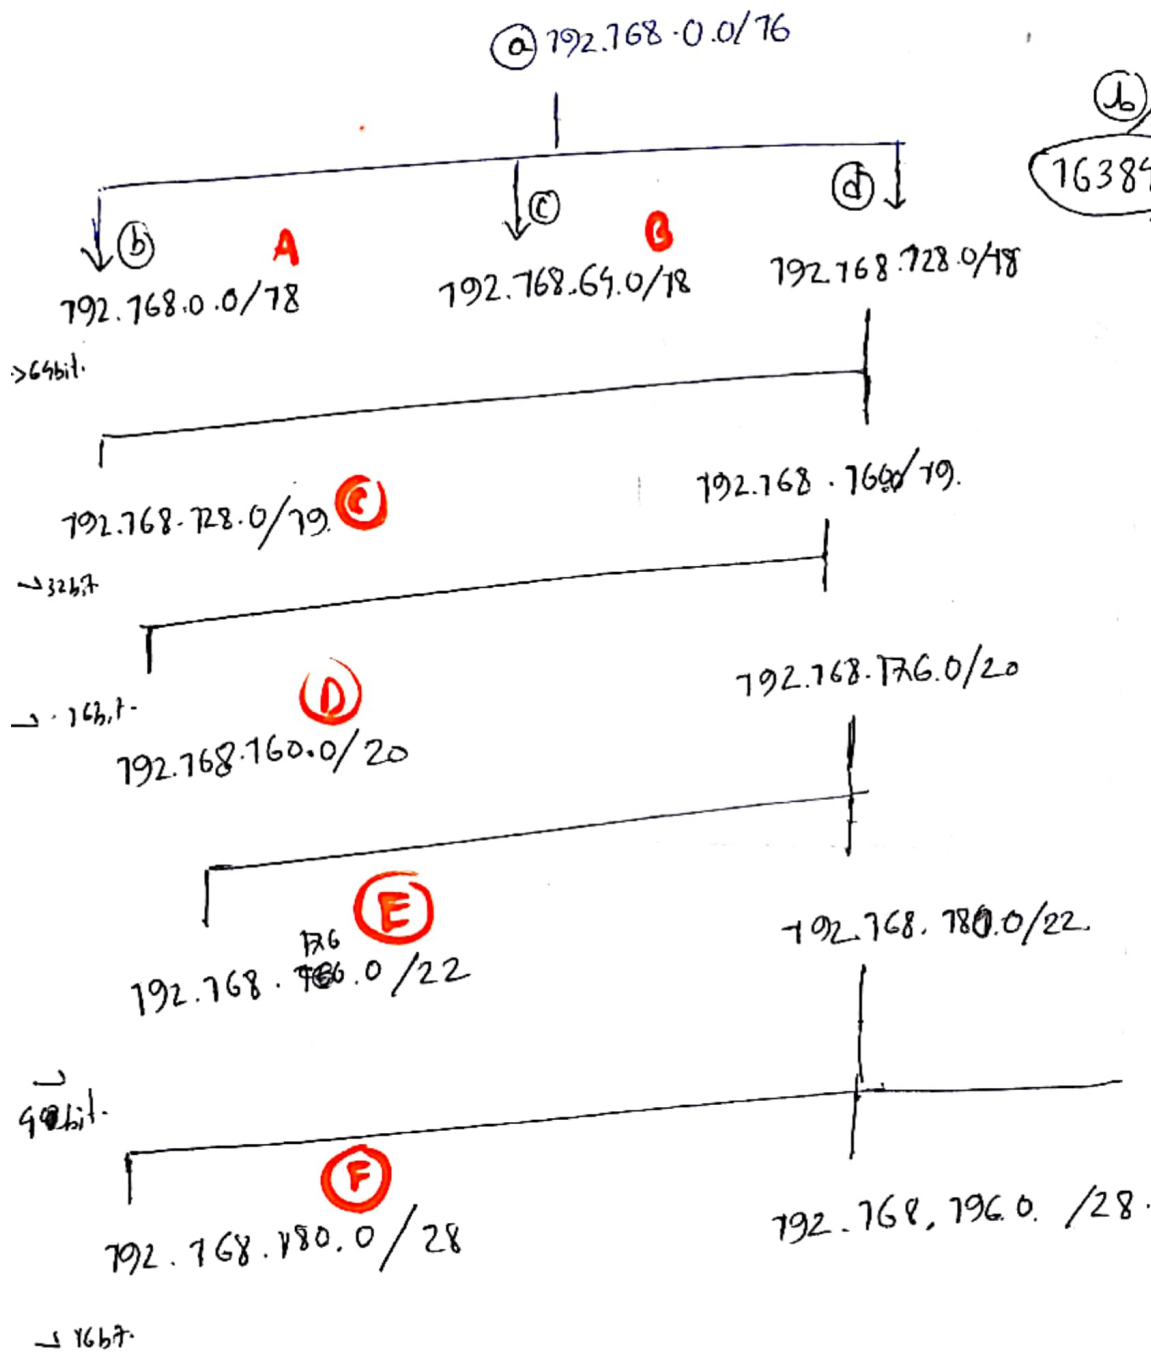 ⓐ 192.168.0.0/16
ⓑ
16384
ⓑ A ⓒ B ⓓ
192.168.0.0/18 192.168.64.0/18 192.168.128.0/18
→64bit.
192.168.128.0/19. Ⓒ 192.168.160/19.
→32bit
Ⓓ 192.168.176.0/20
→ 16bit.
192.168.160.0/20
Ⓔ
176
192.168. .0/22 192.168.180.0/22.
→
bit.
Ⓕ
192.168.180.0/28 192.168.196.0. /28.
→ 16bit.